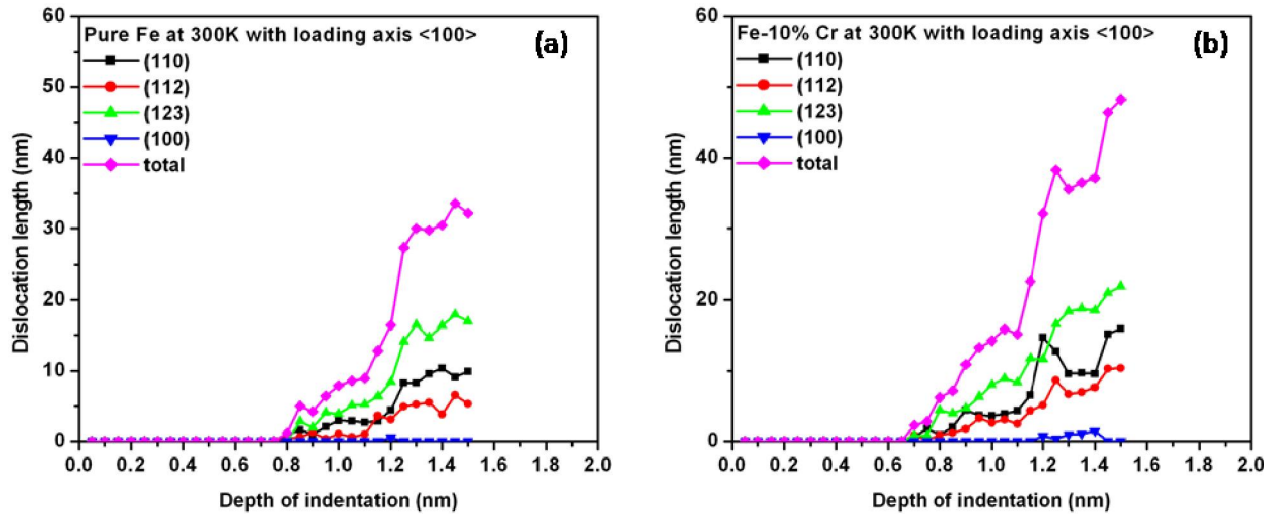 Pure Fe at 300K with loading axis <100>
(a)
(110)
(112)
(123)
(100)
total
60
50
40
30
20
10
0
Dislocation length (nm)
0.0 0.2 0.4 0.6 0.8 1.0 1.2 1.4 1.6 1.8 2.0
Depth of indentation (nm)
Fe-10% Cr at 300K with loading axis <100>
(b)
(110)
(112)
(123)
(100)
total
60
40
20
0
Dislocation length (nm)
0.0 0.2 0.4 0.6 0.8 1.0 1.2 1.4 1.6 1.8 2.0
Depth of indentation (nm)